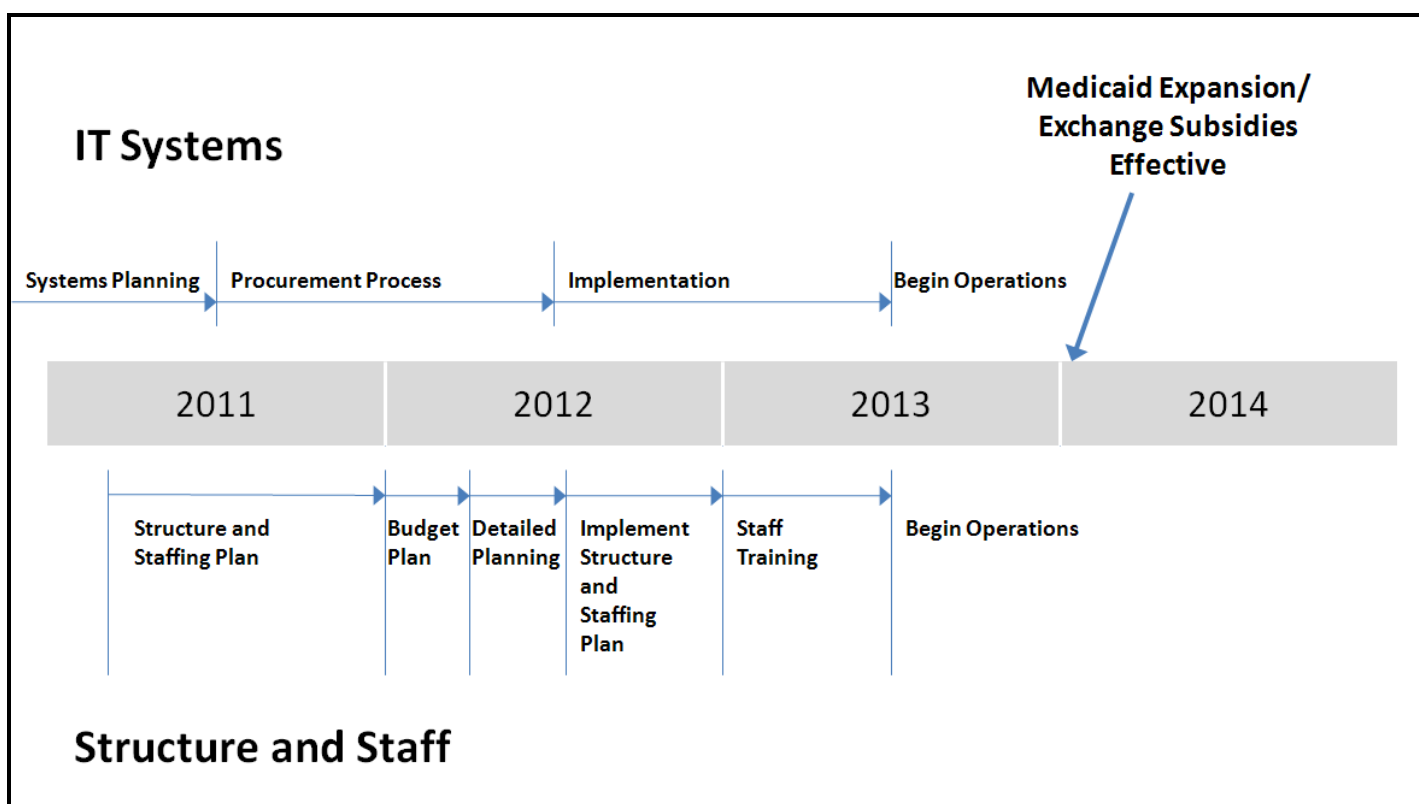 Medicaid Expansion/
Exchange Subsidies
Effective
IT Systems
Systems Planning
Procurement Process
Implementation
Begin Operations
2011
2012
2013
2014
Structure and
Staffing Plan
Budget
Plan
Detailed
Planning
Implement
Structure
and
Staffing
Plan
Staff
Training
Begin Operations
Structure and Staff